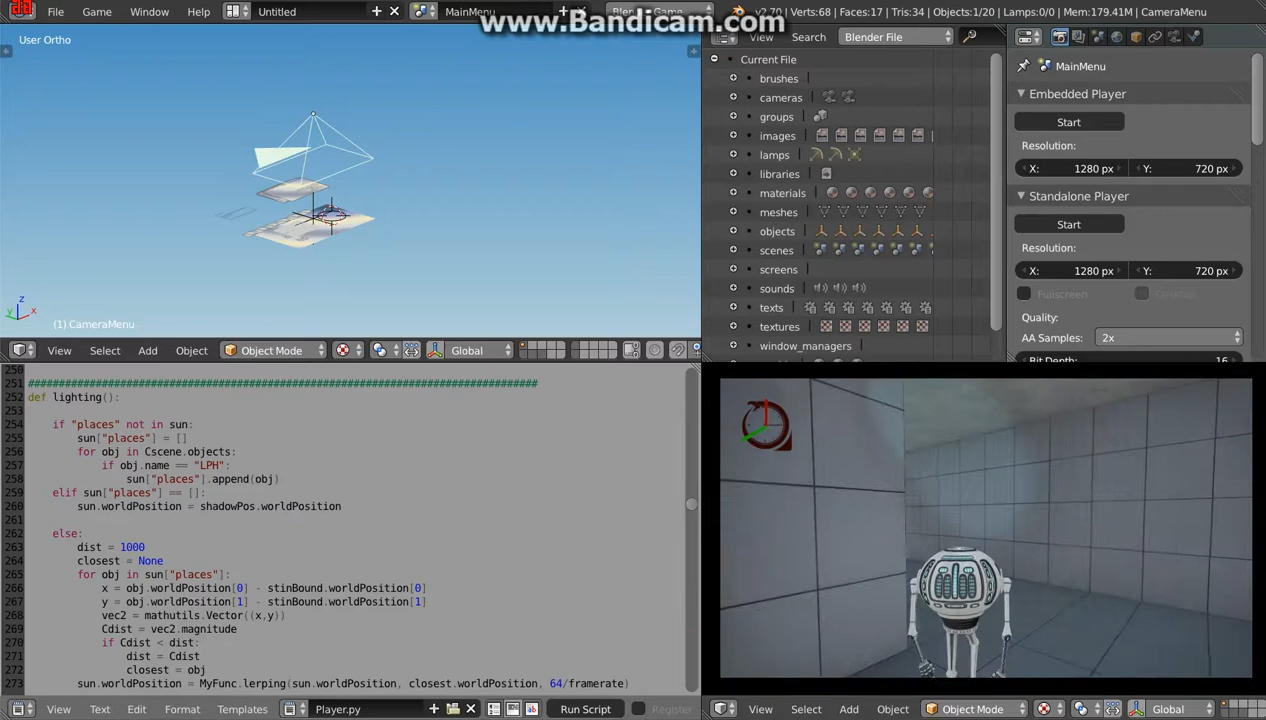 File Game Window Help Untitled MainMenu v2.70 | Verts:68 | Faces:17 | Tris:34 | Objects:1/20 | Lamps:0/0 | Mem:179.41M | CameraMenu
www.Bandicam.com
User Ortho
(1) CameraMenu
View Select Add Object Object Mode Global
View Search Blender File
Current File
brushes
cameras
groups
images
lamps
libraries
materials
meshes
objects
scenes
screens
sounds
texts
textures
window_managers
MainMenu
Embedded Player
Start
Resolution:
X: 1280 px Y: 720 px
Standalone Player
Start
Resolution:
X: 1280 px Y: 720 px
Fullscreen Desktop
Quality:
AA Samples: 2x
Bit Depth: 16
250
251 ###################################################################################
252 def lighting():
253
254 if "places" not in sun:
255 sun["places"] = []
256 for obj in Cscene.objects:
257 if obj.name == "LPH":
258 sun["places"].append(obj)
259 elif sun["places"] == []:
260 sun.worldPosition = shadowPos.worldPosition
261
262 else:
263 dist = 1000
264 closest = None
265 for obj in sun["places"]:
266 x = obj.worldPosition[0] - stinBound.worldPosition[0]
267 y = obj.worldPosition[1] - stinBound.worldPosition[1]
268 vec2 = mathutils.Vector((x,y))
269 Cdist = vec2.magnitude
270 if Cdist < dist:
271 dist = Cdist
272 closest = obj
273 sun.worldPosition = MyFunc.lerping(sun.worldPosition, closest.worldPosition, 64/framerate)
View Text Edit Format Templates Player.py Run Script Register
View Select Add Object Object Mode Global